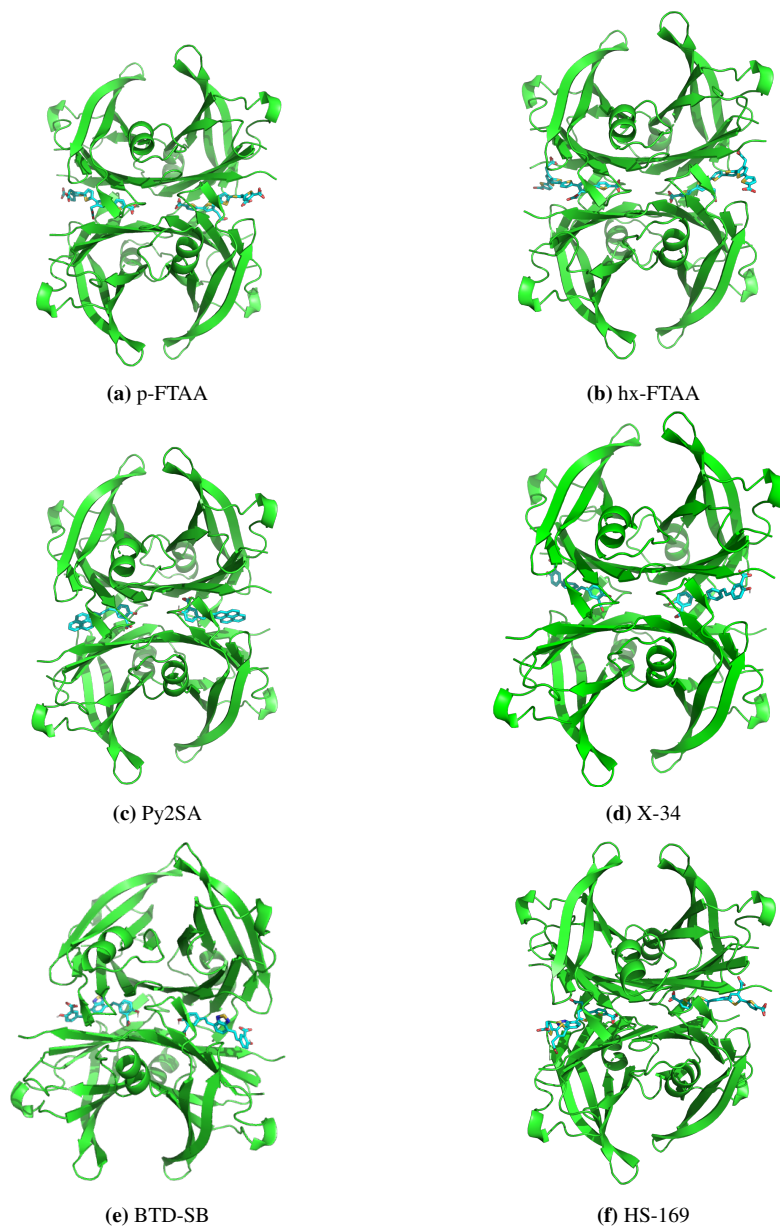 (a) p-FTAA
(b) hx-FTAA
(c) Py2SA
(d) X-34
(e) BTD-SB
(f) HS-169